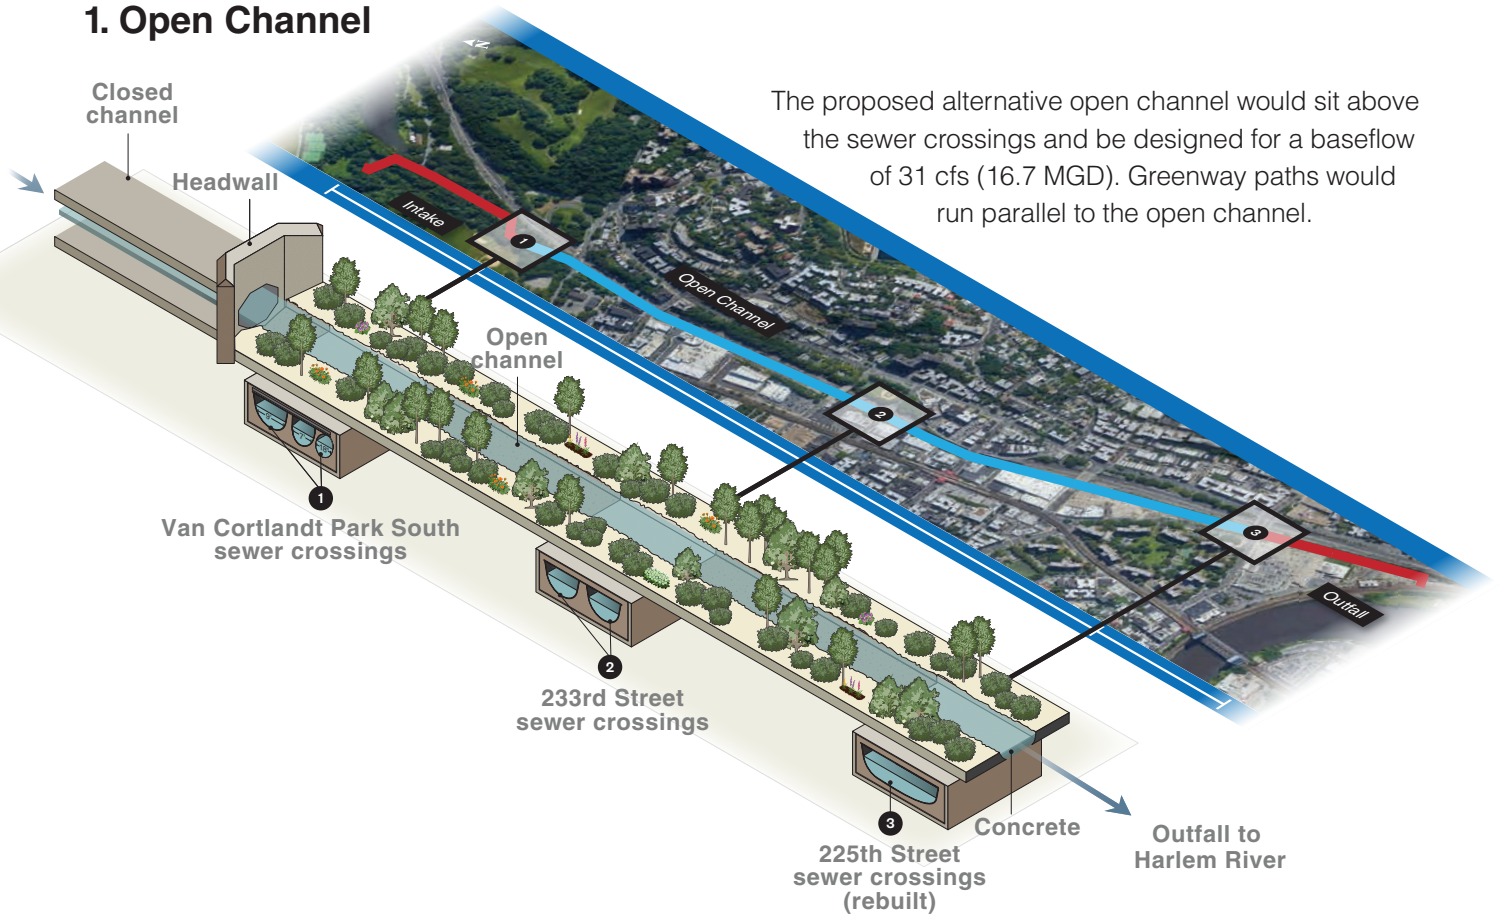 1. Open Channel
The proposed alternative open channel would sit above
the sewer crossings and be designed for a baseflow
of 31 cfs (16.7 MGD). Greenway paths would
run parallel to the open channel.
Closed
channel
Headwall
Open
channel
N
Intake
1
Open Channel
2
3
Outfall
1
Van Cortlandt Park South
sewer crossings
2
233rd Street
sewer crossings
3
225th Street
sewer crossings
(rebuilt)
Concrete
Outfall to
Harlem River